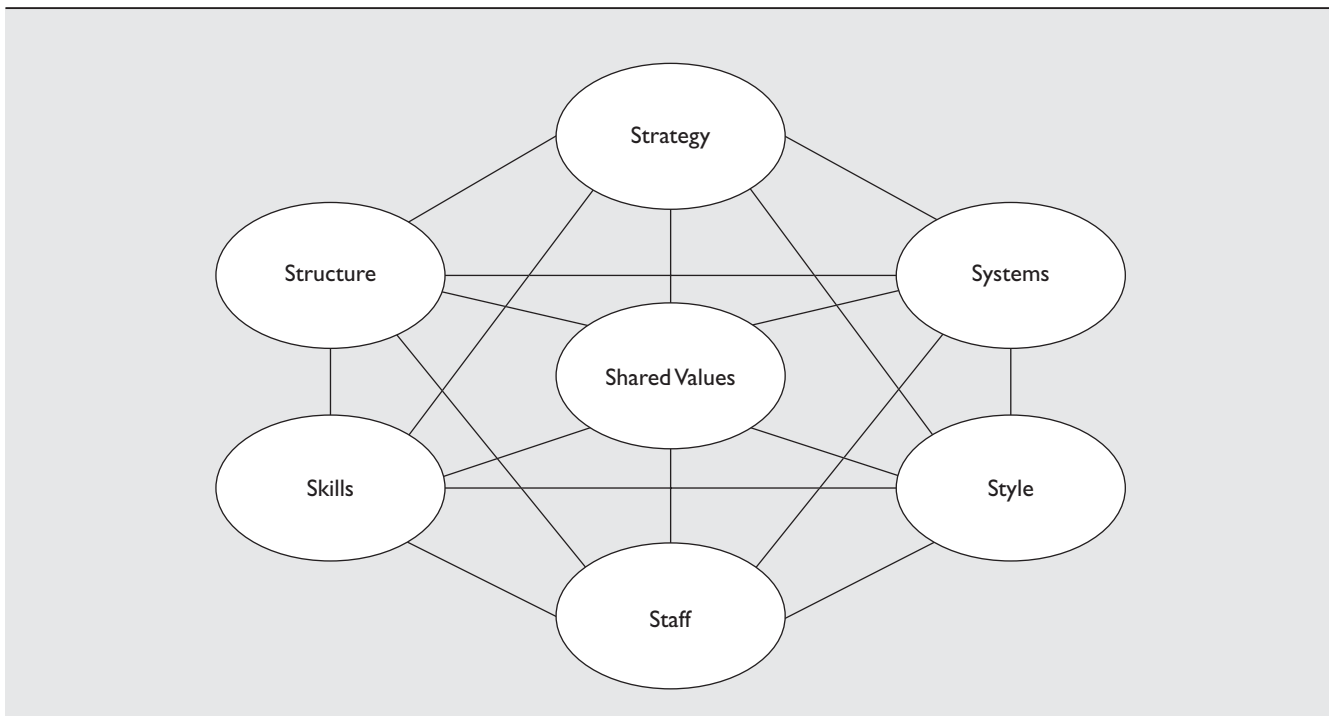 Strategy
Structure
Systems
Shared Values
Skills
Style
Staff